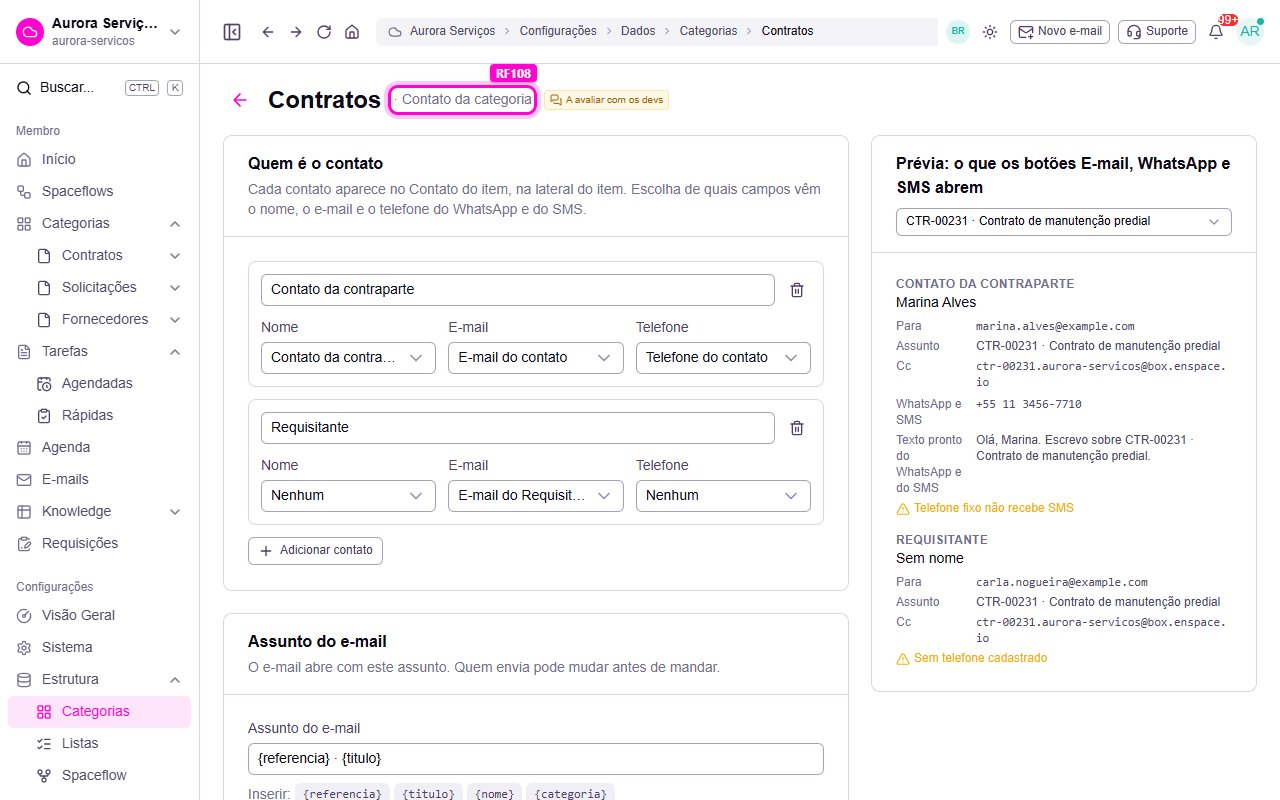 Aurora Serviç...
aurora-servicos
Aurora Serviços > Configurações > Dados > Categorias > Contratos
BR
Novo e-mail
Suporte
99+
AR
Buscar...
CTRL K
Membro
Início
Spaceflows
Categorias
Contratos
Solicitações
Fornecedores
Tarefas
Agendadas
Rápidas
Agenda
E-mails
Knowledge
Requisições
Configurações
Visão Geral
Sistema
Estrutura
Categorias
Listas
Spaceflow
RF108
Contratos · Contato da categoria
A avaliar com os devs
Quem é o contato
Cada contato aparece no Contato do item, na lateral do item. Escolha de quais campos vêm
o nome, o e-mail e o telefone do WhatsApp e do SMS.
Contato da contraparte
Nome E-mail Telefone
Contato da contra... E-mail do contato Telefone do contato
Requisitante
Nome E-mail Telefone
Nenhum E-mail do Requisit... Nenhum
Adicionar contato
Assunto do e-mail
O e-mail abre com este assunto. Quem envia pode mudar antes de mandar.
Assunto do e-mail
{referencia} · {titulo}
Inserir: {referencia} {titulo} {nome} {categoria}
Prévia: o que os botões E-mail, WhatsApp e
SMS abrem
CTR-00231 · Contrato de manutenção predial
CONTATO DA CONTRAPARTE
Marina Alves
Para marina.alves@example.com
Assunto CTR-00231 · Contrato de manutenção predial
Cc ctr-00231.aurora-servicos@box.enspace.
io
WhatsApp e +55 11 3456-7710
SMS
Texto pronto Olá, Marina. Escrevo sobre CTR-00231 ·
do Contrato de manutenção predial.
WhatsApp e
do SMS
Telefone fixo não recebe SMS
REQUISITANTE
Sem nome
Para carla.nogueira@example.com
Assunto CTR-00231 · Contrato de manutenção predial
Cc ctr-00231.aurora-servicos@box.enspace.
io
Sem telefone cadastrado